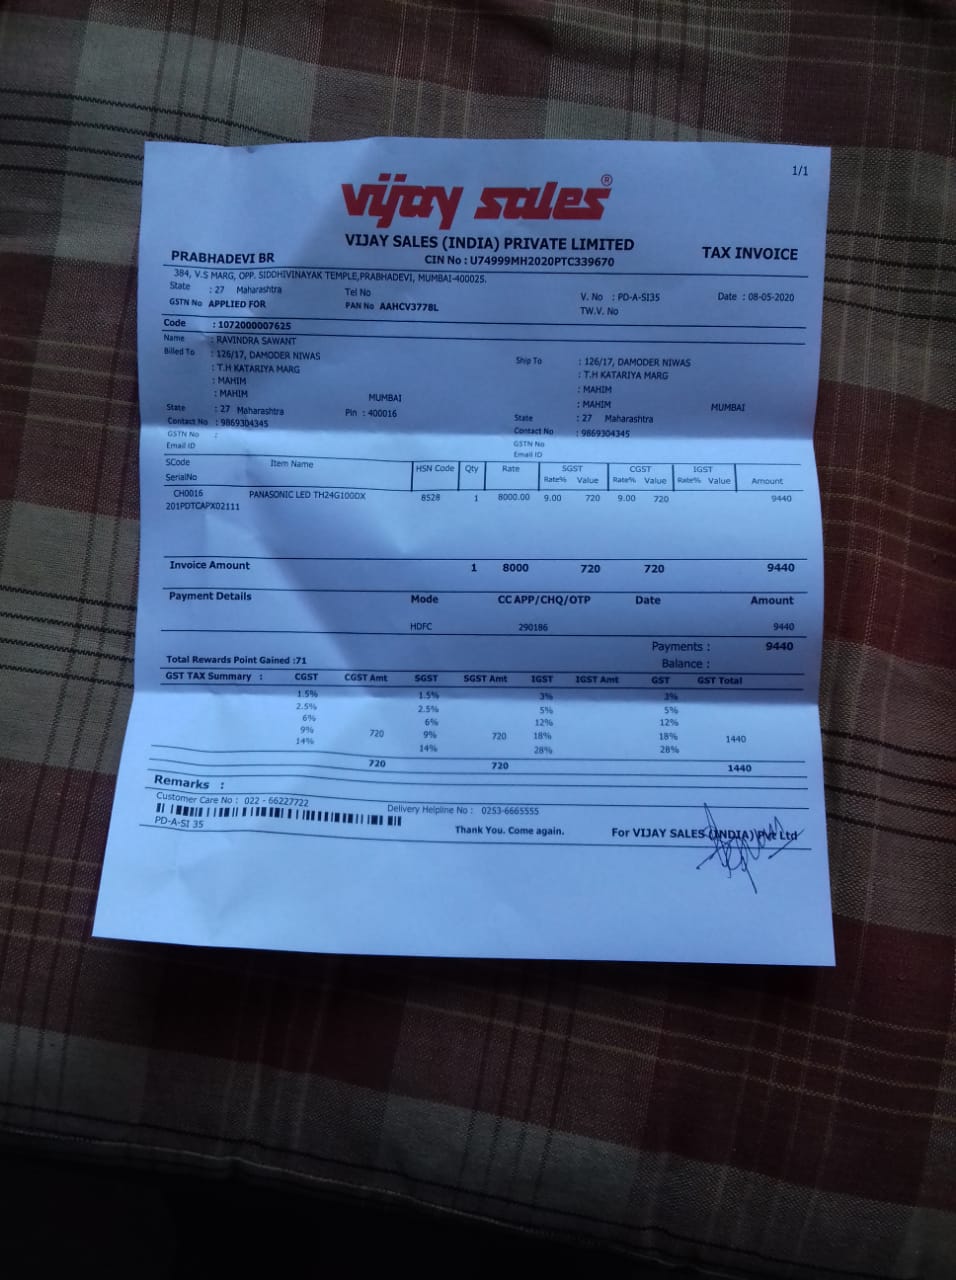 1/1
vijay sales®
VIJAY SALES (INDIA) PRIVATE LIMITED
PRABHADEVI BR CIN No : U74999MH2020PTC339670 TAX INVOICE
384, V.S MARG, OPP. SIDDHIVINAYAK TEMPLE,PRABHADEVI, MUMBAI-400025.
State : 27 Maharashtra Tel No V. No : PD-A-SI35 Date : 08-05-2020
GSTN No APPLIED FOR PAN No AAHCV3778L TW.V. No
Code : 1072000007625
Name : RAVINDRA SAWANT
Billed To : 126/17, DAMODER NIWAS Ship To : 126/17, DAMODER NIWAS
: T.H KATARIYA MARG : T.H KATARIYA MARG
: MAHIM : MAHIM
: MAHIM MUMBAI : MAHIM MUMBAI
State : 27 Maharashtra Pin : 400016 State : 27 Maharashtra
Contact No : 9869304345 Contact No : 9869304345
GSTN No : GSTN No
Email ID Email ID
SCode Item Name HSN Code Qty Rate SGST CGST IGST
SerialNo Rate% Value Rate% Value Rate% Value Amount
CH0016 PANASONIC LED TH24G100DX 8528 1 8000.00 9.00 720 9.00 720 9440
201PDTCAPX02111
Invoice Amount 1 8000 720 720 9440
Payment Details Mode CC APP/CHQ/OTP Date Amount
HDFC 290186 9440
Payments : 9440
Total Rewards Point Gained :71 Balance :
GST TAX Summary : CGST CGST Amt SGST SGST Amt IGST IGST Amt GST GST Total
1.5% 1.5% 3% 3%
2.5% 2.5% 5% 5%
6% 6% 12% 12%
9% 720 9% 720 18% 18% 1440
14% 14% 28% 28%
720 720 1440
Remarks :
Customer Care No : 022 - 66227722 Delivery Helpline No : 0253-6665555
PD-A-SI 35 Thank You. Come again. For VIJAY SALES (INDIA) Pvt Ltd